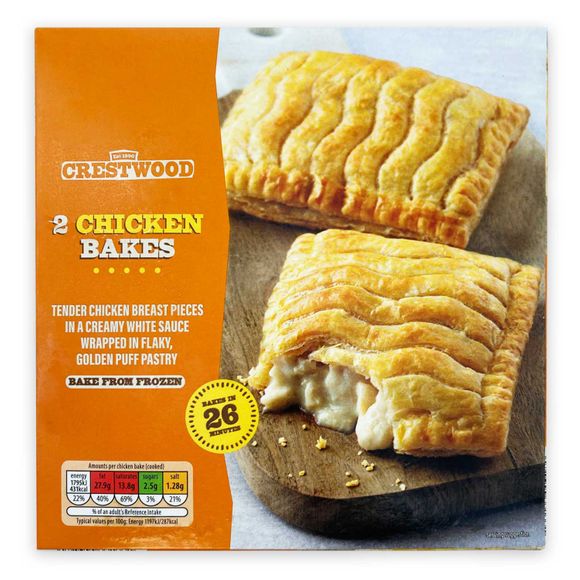 Est 1890
CRESTWOOD
2 CHICKEN
BAKES
TENDER CHICKEN BREAST PIECES
IN A CREAMY WHITE SAUCE
WRAPPED IN FLAKY,
GOLDEN PUFF PASTRY
BAKE FROM FROZEN
BAKES IN
26
MINUTES
Amounts per chicken bake (cooked)
energy fat saturates sugars salt
1795kJ
431kcal 27.9g 13.8g 2.5g 1.28g
22% 40% 69% 3% 21%
% of an adult's Reference Intake
Typical values per 100g: Energy 1197kJ/287kcal
serving suggestion